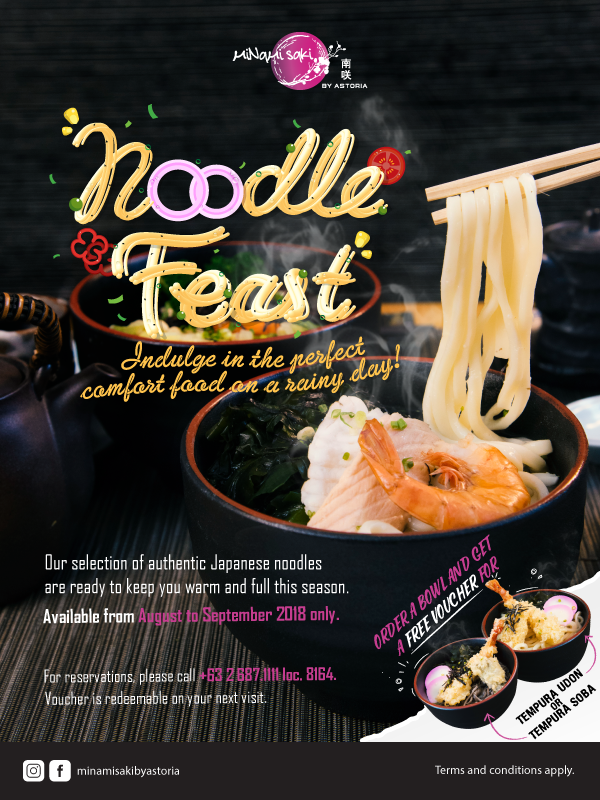 MiNaMi saki
南
咲
BY ASTORIA
Noodle
Feast
Indulge in the perfect
comfort food on a rainy day!
Our selection of authentic Japanese noodles
are ready to keep you warm and full this season.
Available from August to September 2018 only.
For reservations, please call +63 2 687.1111 loc. 8164.
Voucher is redeemable on your next visit.
ORDER A BOWL AND GET
A FREE VOUCHER FOR
TEMPURA UDON
OR
TEMPURA SOBA
minamisakibyastoria
Terms and conditions apply.